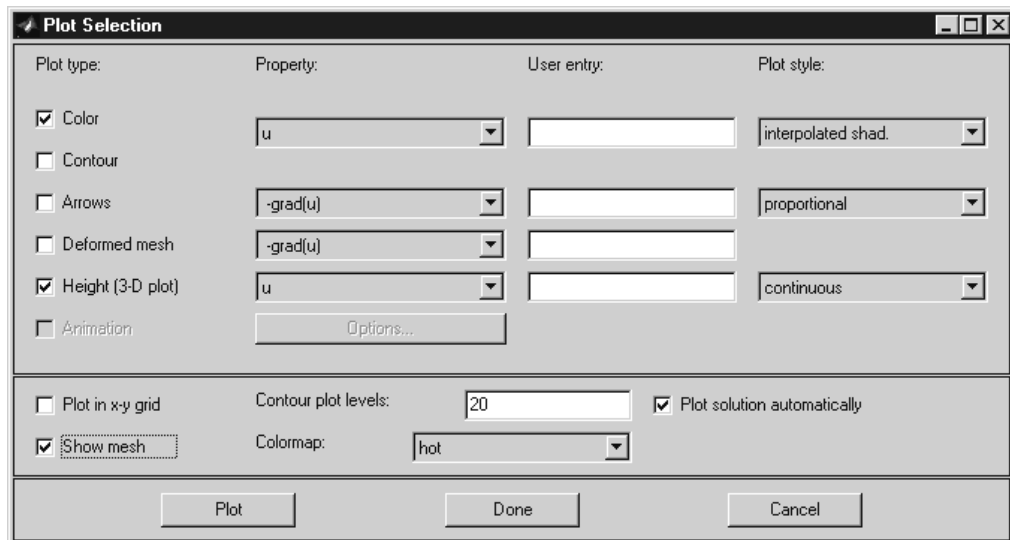 Plot Selection
Plot type: Property: User entry: Plot style:
Color
u interpolated shad.
Contour
Arrows -grad(u) proportional
Deformed mesh -grad(u)
Height (3-D plot) u continuous
Animation Options...
Plot in x-y grid Contour plot levels: 20 Plot solution automatically
Show mesh Colormap: hot
Plot Done Cancel